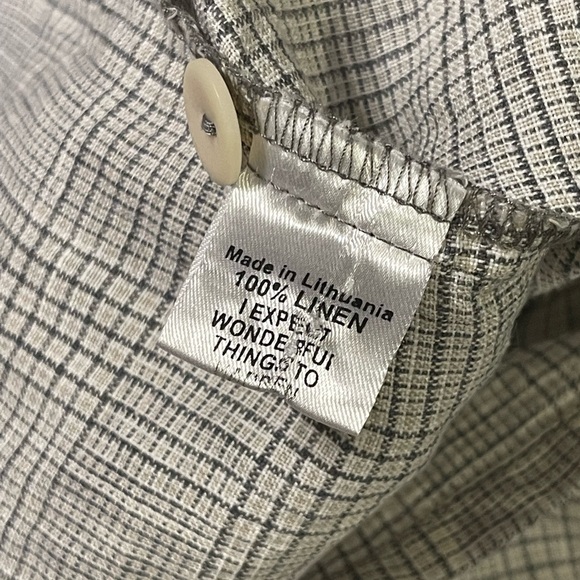 Made in Lithuania
100% LINEN
I EXPECT
WONDERFUL
THINGS TO